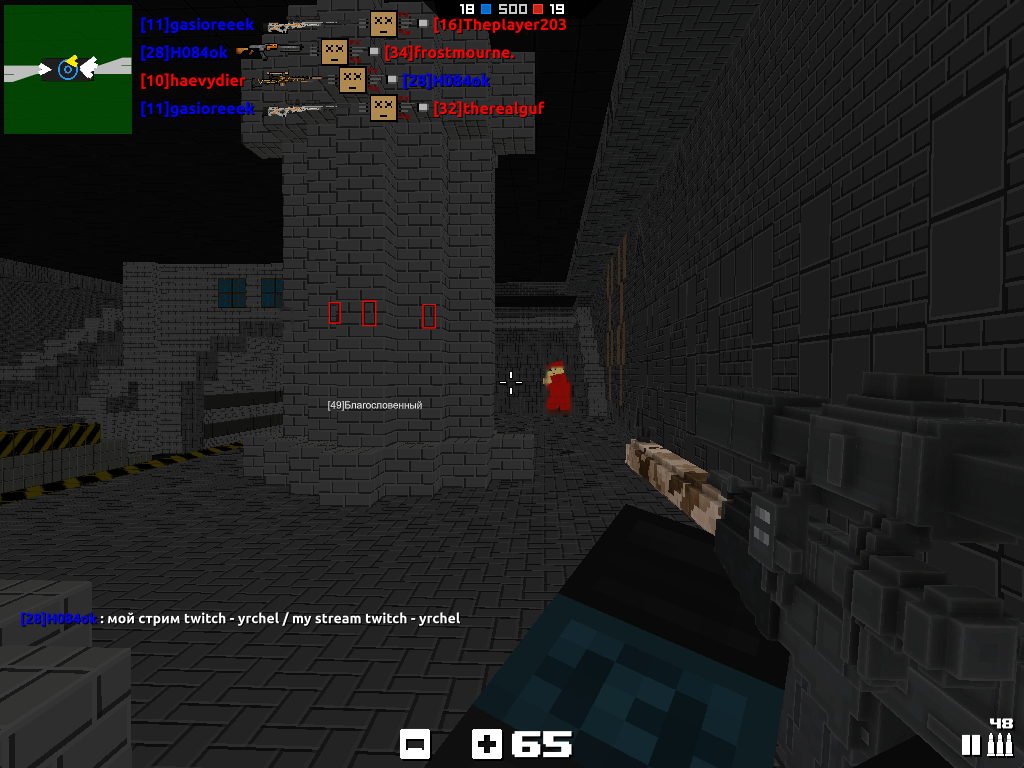 18 500 19
[11]gasioreeek [16]Theplayer203
[28]H084ok [34]frostmourne.
[10]haevydier [28]H084ok
[11]gasioreeek [32]therealguf
[49]Благословенный
[28]H084ok : мой стрим twitch - yrchel / my stream twitch - yrchel
65
48